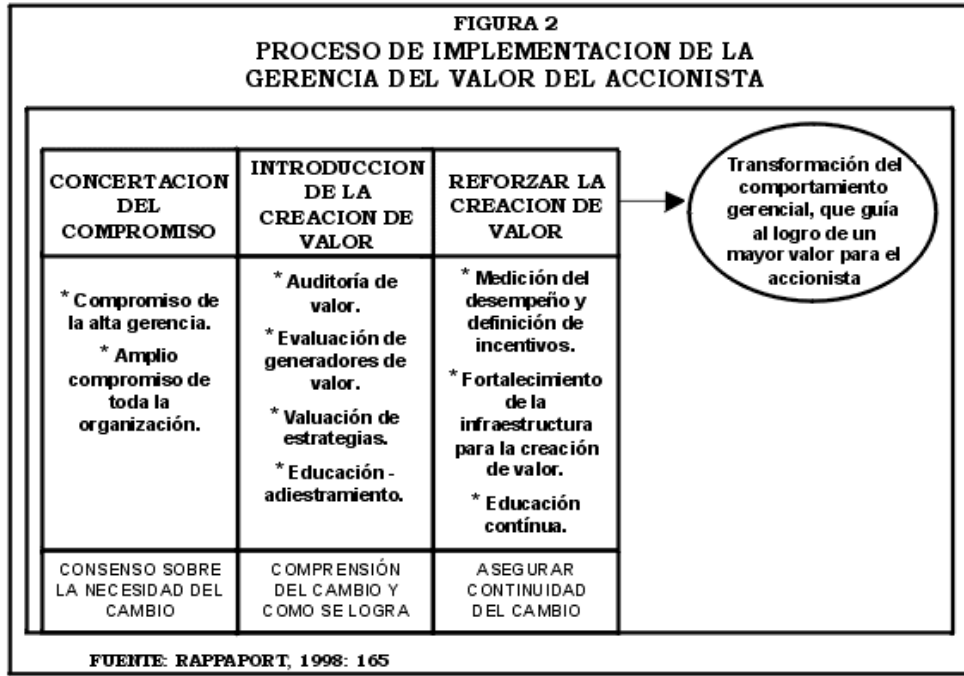 FIGURA 2
PROCESO DE IMPLEMENTACION DE LA
GERENCIA DEL VALOR DEL ACCIONISTA
CONCERTACION
DEL
COMPROMISO
INTRODUCCION
DE LA
CREACION DE
VALOR
REFORZAR LA
CREACION DE
VALOR
Transformación del
comportamiento
gerencial, que guía
al logro de un
mayor valor para el
accionista
* Compromiso de
la alta gerencia.
* Amplio
compromiso de
toda la
organización.
* Auditoría de
valor.
* Evaluación de
generadores de
valor.
* Valuación de
estrategias.
* Educación -
adiestramiento.
* Medición del
desempeño y
definición de
incentivos.
* Fortalecimiento
de la
infraestructura
para la creación
de valor.
* Educación
contínua.
CONSENSO SOBRE
LA NECESIDAD DEL
CAMBIO
COMPRENSIÓN
DEL CAMBIO Y
COMO SE LOGRA
ASEGURAR
CONTINUIDAD
DEL CAMBIO
FUENTE: RAPPAPORT, 1998: 165